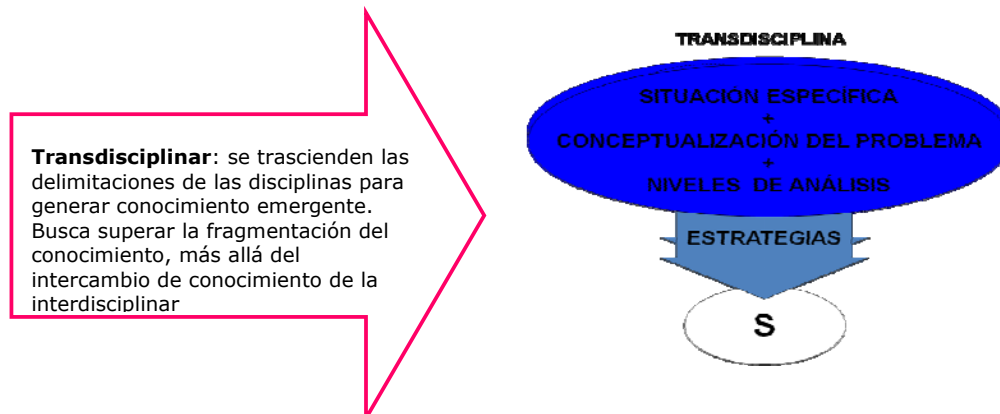 Transdisciplinar: se trascienden las
delimitaciones de las disciplinas para
generar conocimiento emergente.
Busca superar la fragmentación del
conocimiento, más allá del
intercambio de conocimiento de la
interdisciplinar
TRANSDISCIPLINA
SITUACIÓN ESPECÍFICA
+
CONCEPTUALIZACIÓN DEL PROBLEMA
+
NIVELES DE ANÁLISIS
ESTRATEGIAS
S